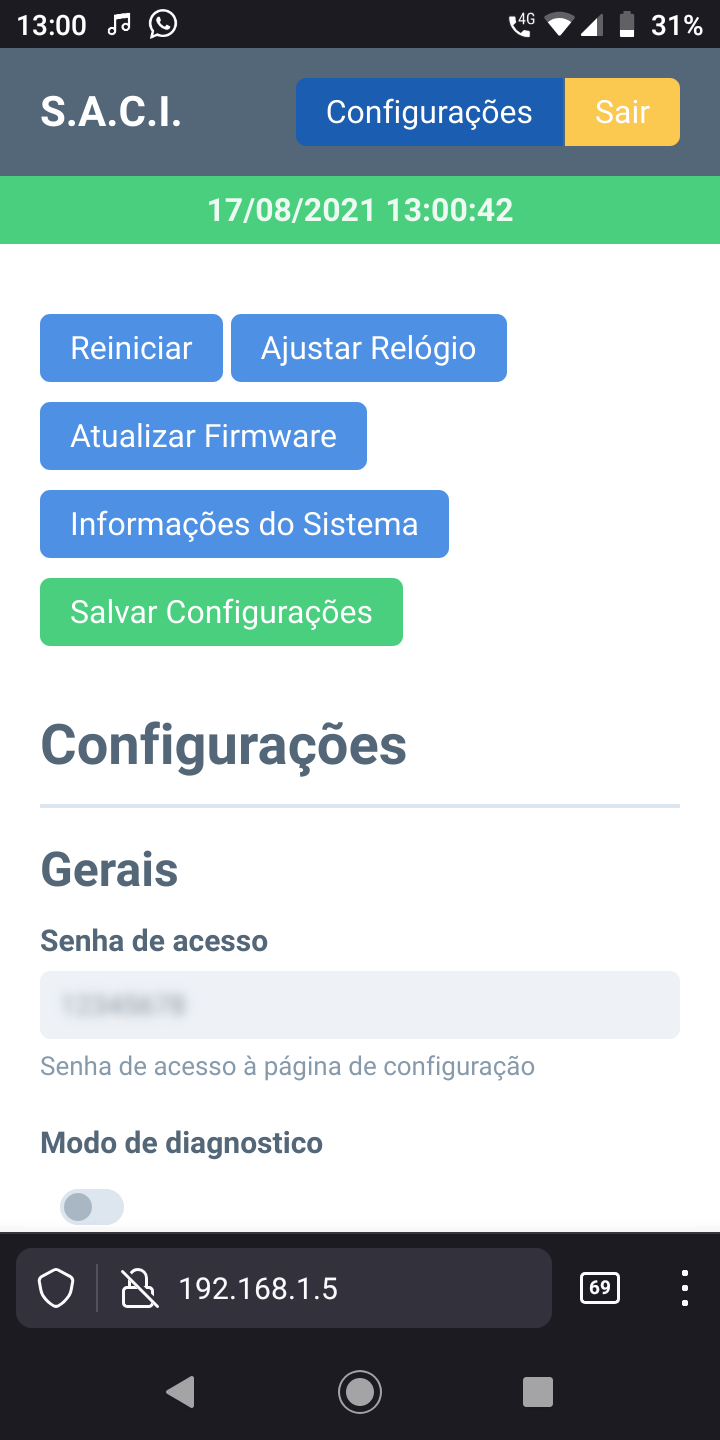 13:00 4G 31%
S.A.C.I. Configurações Sair
17/08/2021 13:00:42
Reiniciar Ajustar Relógio
Atualizar Firmware
Informações do Sistema
Salvar Configurações
Configurações
Gerais
Senha de acesso
Senha de acesso à página de configuração
Modo de diagnostico
192.168.1.5 69